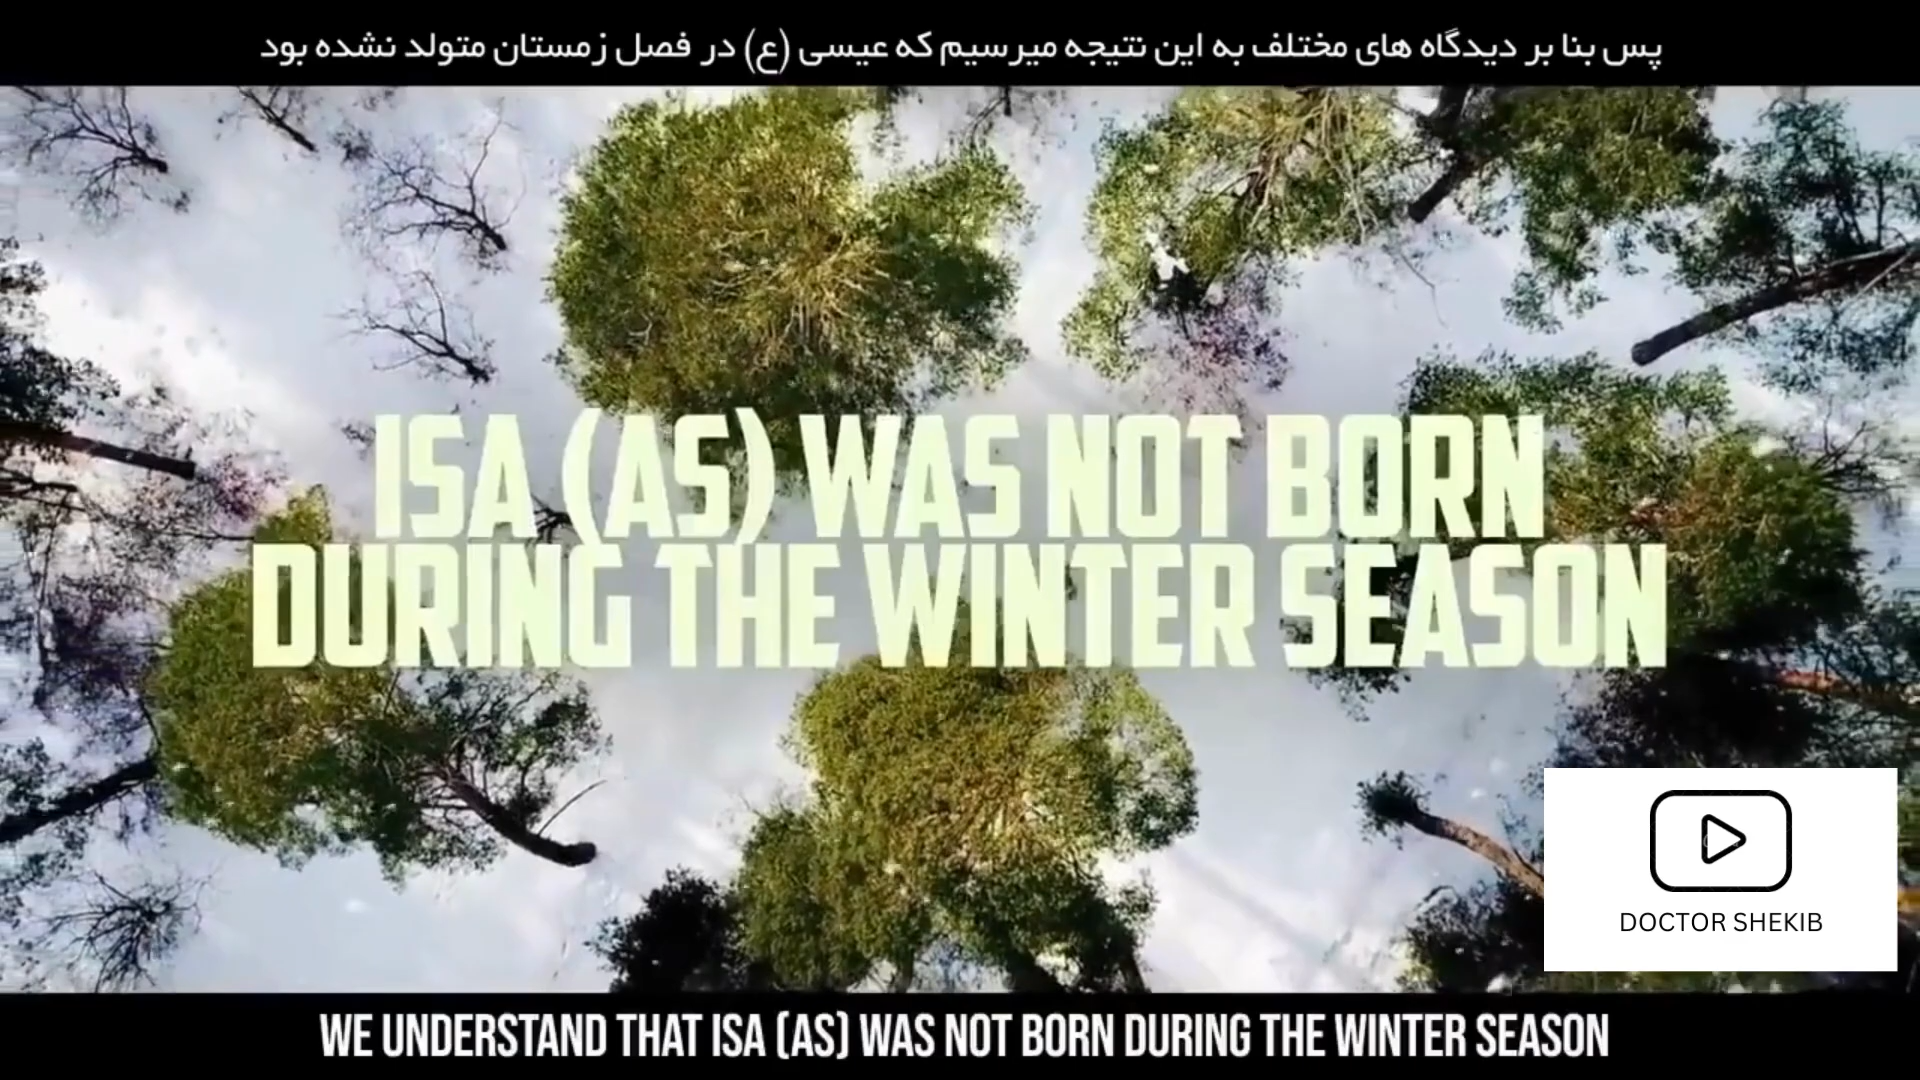 پس بنا بر دیدگاه های مختلف به این نتیجه میرسیم که عیسی (ع) در فصل زمستان متولد نشده بود
ISA (AS) WAS NOT BORN
DURING THE WINTER SEASON
DOCTOR SHEKIB
WE UNDERSTAND THAT ISA (AS) WAS NOT BORN DURING THE WINTER SEASON